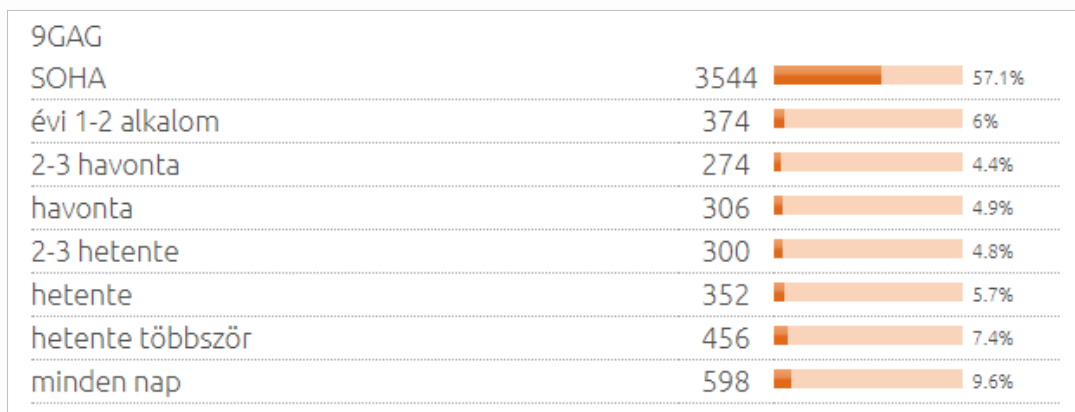 9GAG
SOHA 3544 57.1%
évi 1-2 alkalom 374 6%
2-3 havonta 274 4.4%
havonta 306 4.9%
2-3 hetente 300 4.8%
hetente 352 5.7%
hetente többször 456 7.4%
minden nap 598 9.6%